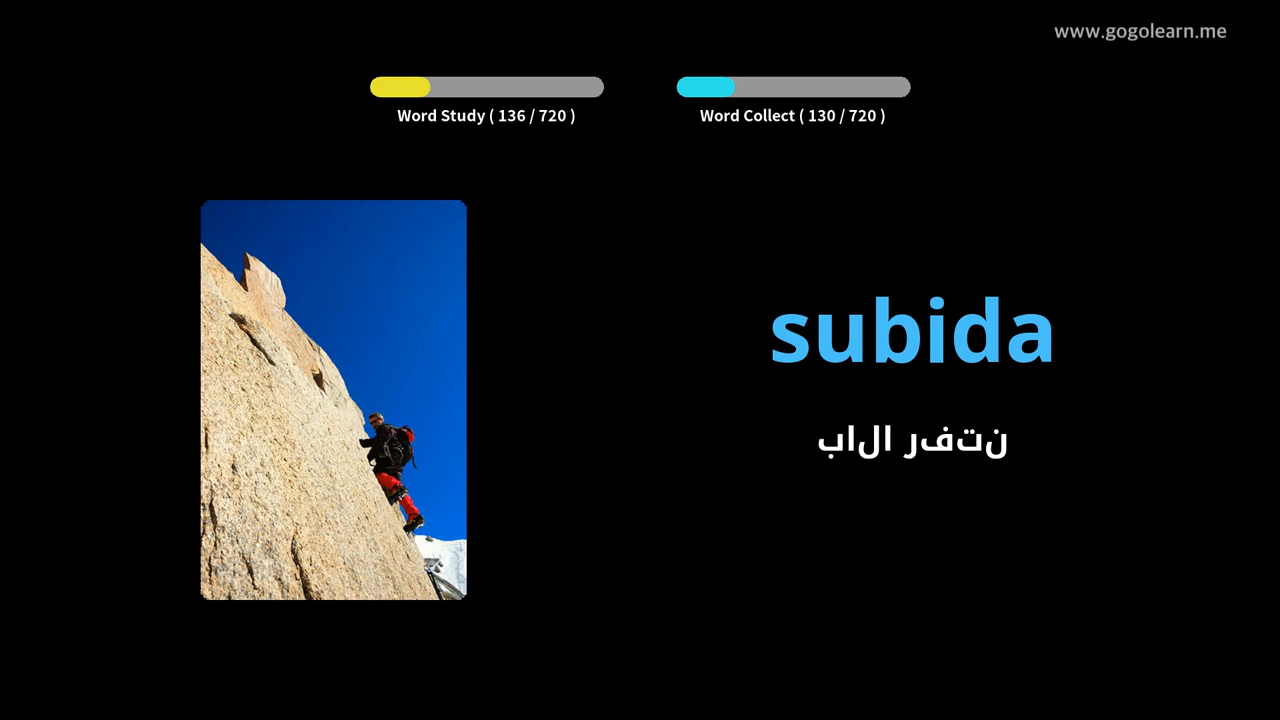 www.gogolearn.me
Word Study ( 136 / 720 )
Word Collect ( 130 / 720 )
subida
نتفر الاب